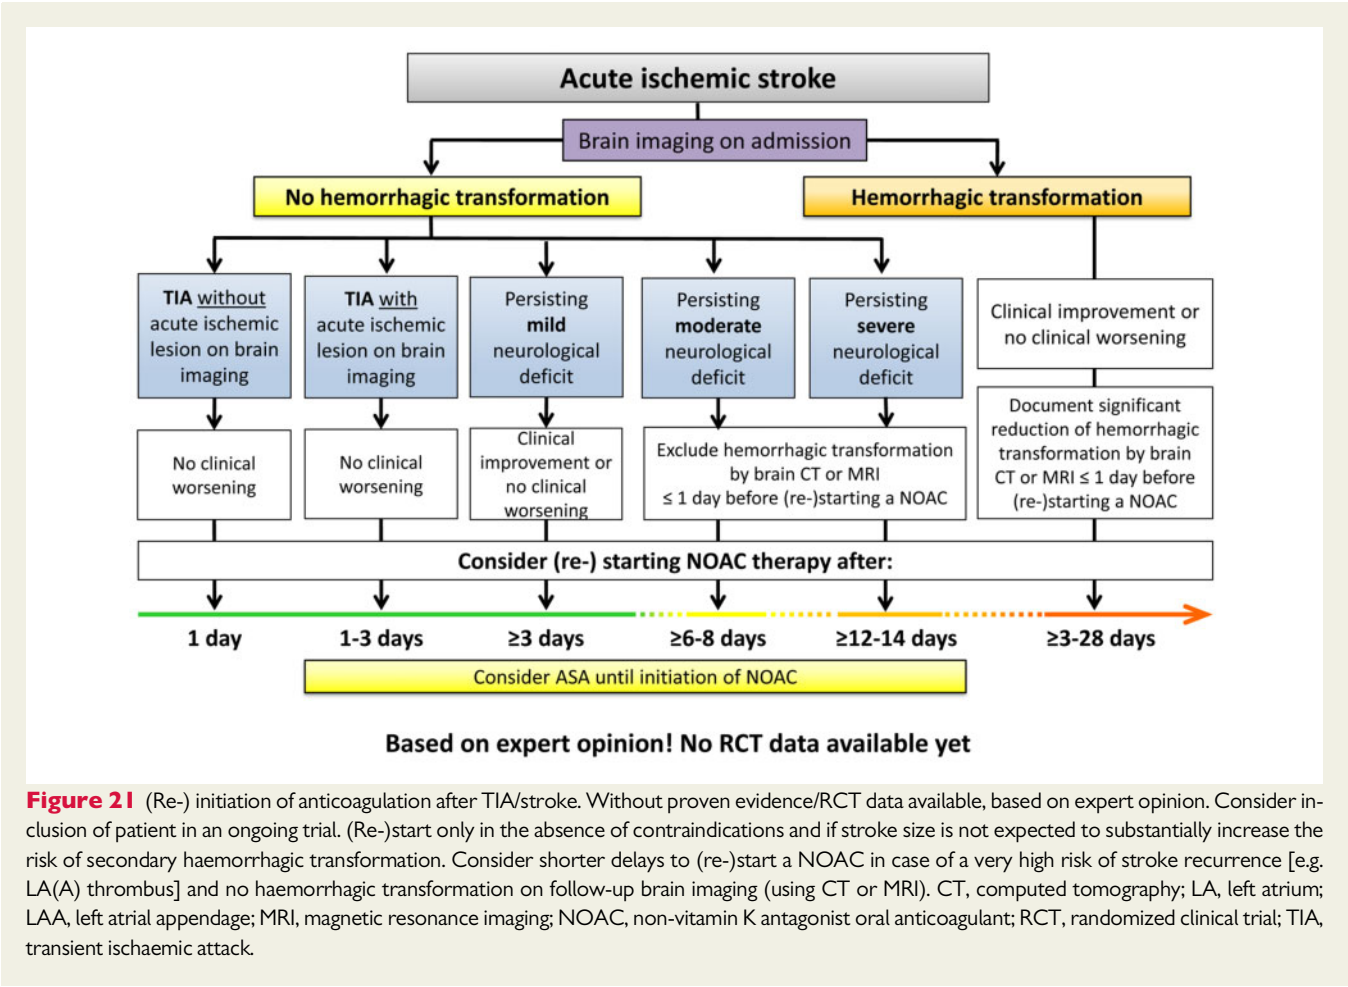 Acute ischemic stroke
Brain imaging on admission
No hemorrhagic transformation
Hemorrhagic transformation
TIA without
acute ischemic
lesion on brain
imaging
TIA with
acute ischemic
lesion on brain
imaging
Persisting
mild
neurological
deficit
Persisting
moderate
neurological
deficit
Persisting
severe
neurological
deficit
Clinical improvement or
no clinical worsening
No clinical
worsening
No clinical
worsening
Clinical
improvement or
no clinical
worsening
Exclude hemorrhagic transformation
by brain CT or MRI
≤ 1 day before (re-)starting a NOAC
Document significant
reduction of hemorrhagic
transformation by brain
CT or MRI ≤ 1 day before
(re-)starting a NOAC
Consider (re-) starting NOAC therapy after:
1 day
1-3 days
≥3 days
≥6-8 days
≥12-14 days
≥3-28 days
Consider ASA until initiation of NOAC
Based on expert opinion! No RCT data available yet
Figure 21 (Re-) initiation of anticoagulation after TIA/stroke. Without proven evidence/RCT data available, based on expert opinion. Consider in-
clusion of patient in an ongoing trial. (Re-)start only in the absence of contraindications and if stroke size is not expected to substantially increase the
risk of secondary haemorrhagic transformation. Consider shorter delays to (re-)start a NOAC in case of a very high risk of stroke recurrence [e.g.
LA(A) thrombus] and no haemorrhagic transformation on follow-up brain imaging (using CT or MRI). CT, computed tomography; LA, left atrium;
LAA, left atrial appendage; MRI, magnetic resonance imaging; NOAC, non-vitamin K antagonist oral anticoagulant; RCT, randomized clinical trial; TIA,
transient ischaemic attack.